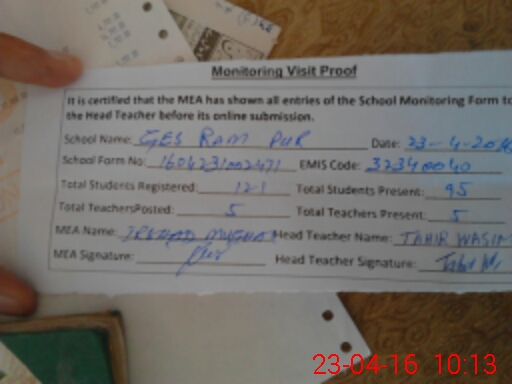 Monitoring Visit Proof
It is certified that the MEA has shown all entries of the School Monitoring Form to
the Head Teacher before its online submission.
School Name: GES RAM PUR Date: 23-4-2016
School Form No: 1604231002471 EMIS Code: 32340040
Total Students Registered: 121 Total Students Present: 95
Total TeachersPosted: 5 Total Teachers Present: 5
MEA Name: IRSHAD Head Teacher Name: TAHIR WASIM
MEA Signature: Head Teacher Signature:
23-04-16 10:13